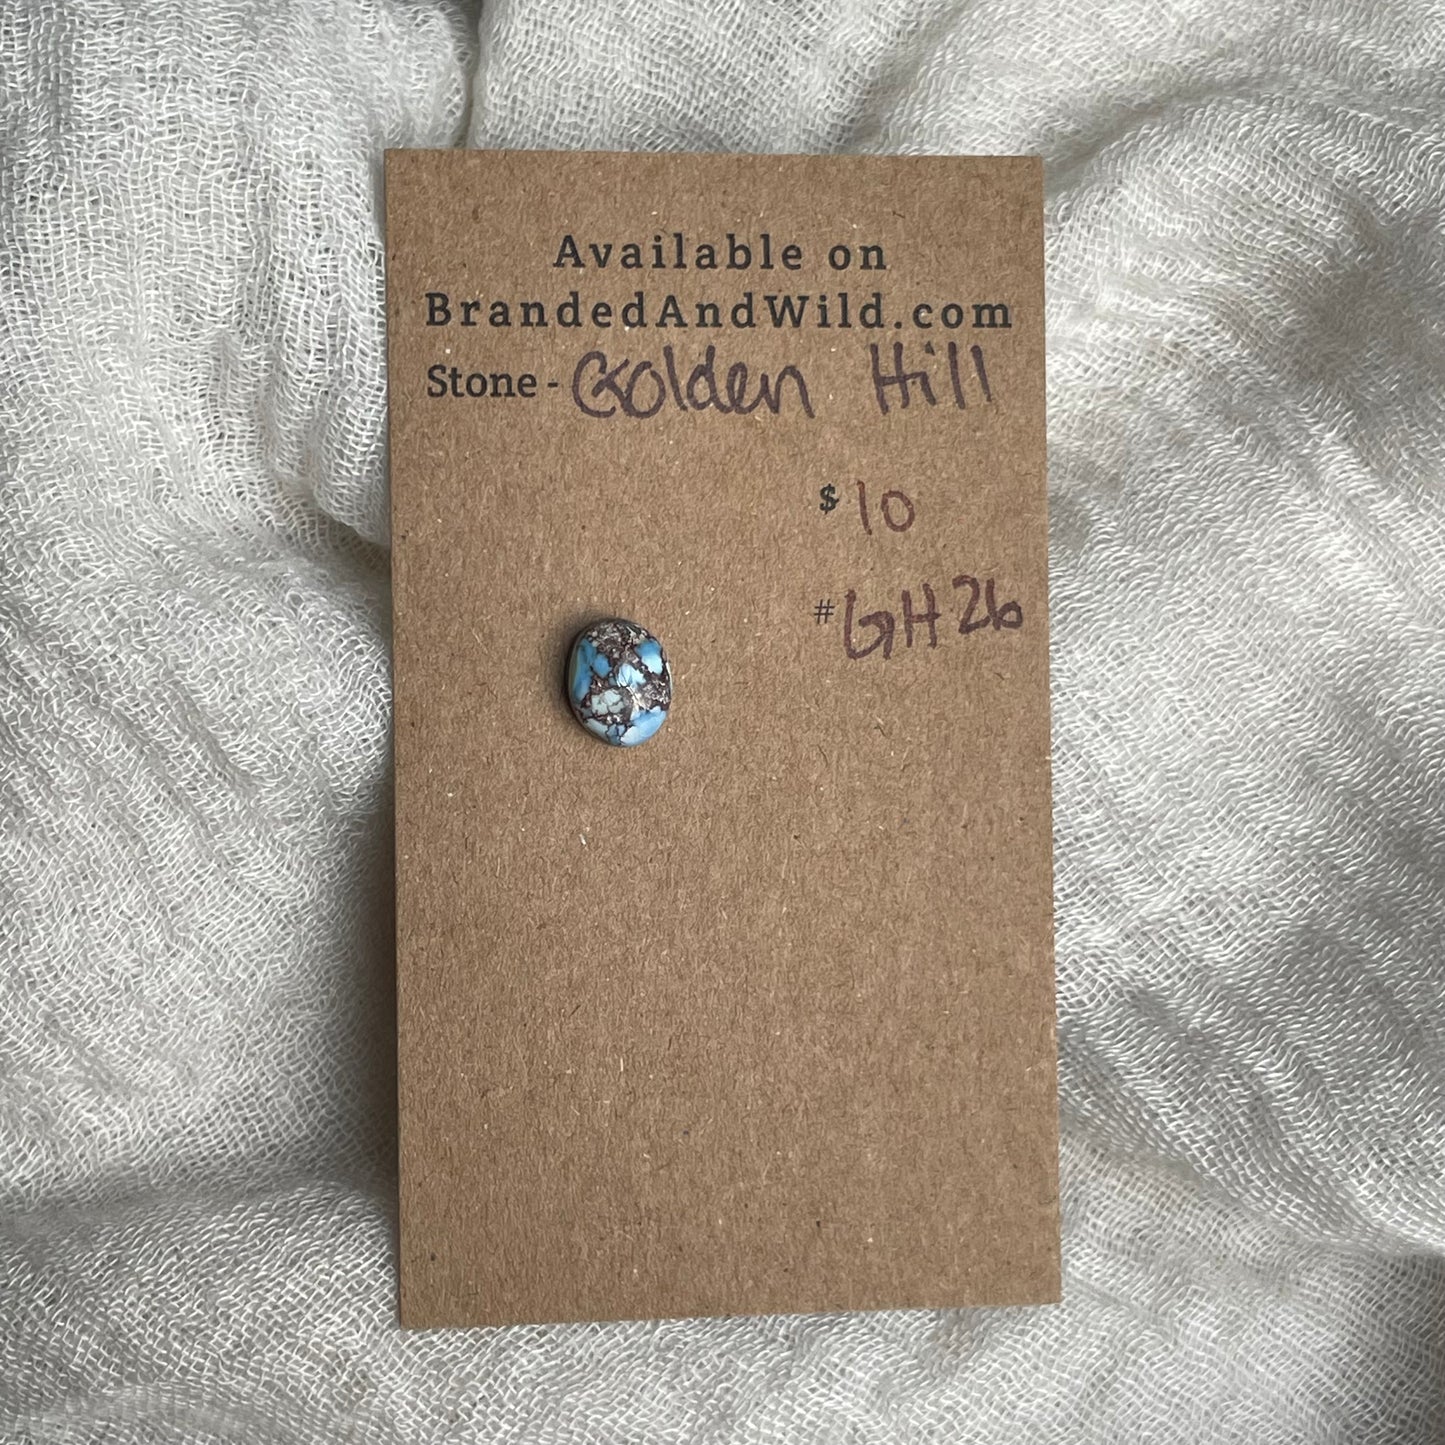 Available on
BrandedAndWild.com
Stone - Golden Hill
$ 10
# GH26